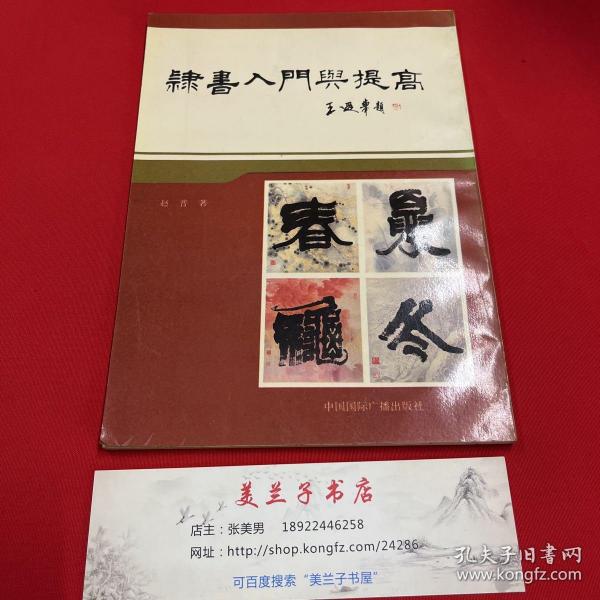 隸書入門與提高
王遐舉題
赵 普 著
春
夏
冬
中国国际广播出版社
美兰子书店
店主：张美男 18922446258
网址：http://shop.kongfz.com/24286
可百度搜索“美兰子书屋”
孔夫子旧书网
www.kongfz.com